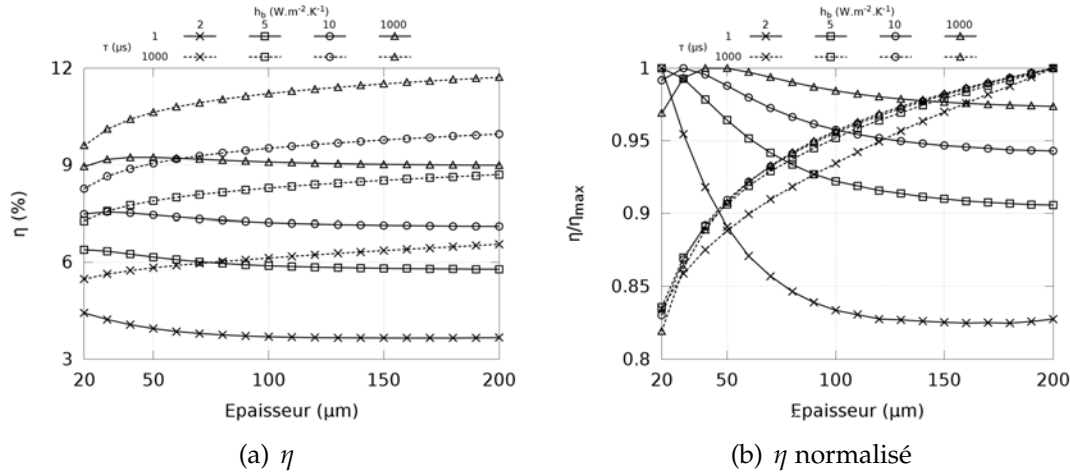 h_b (W.m⁻².K⁻¹)
2 5 10 1000
τ (μs)
1
1000
12
9
6
3
η (%)
20 50 100 150 200
Epaisseur (μm)
(a) η
h_b (W.m⁻².K⁻¹)
2 5 10 1000
τ (μs)
1
1000
1
0.95
0.9
0.85
0.8
η/η_max
20 50 100 150 200
Epaisseur (μm)
(b) η normalisé